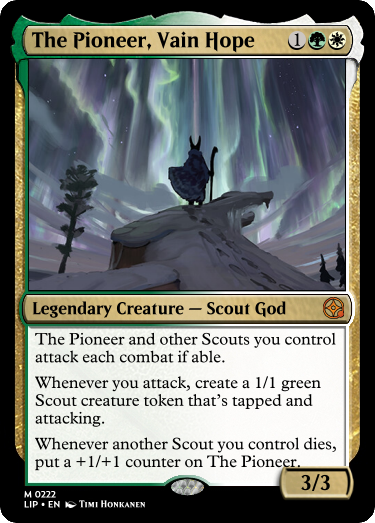 The Pioneer, Vain Hope 1
Legendary Creature — Scout God
The Pioneer and other Scouts you control
attack each combat if able.
Whenever you attack, create a 1/1 green
Scout creature token that's tapped and
attacking.
Whenever another Scout you control dies,
put a +1/+1 counter on The Pioneer.
3/3
M 0222
LIP • EN Timi Honkanen